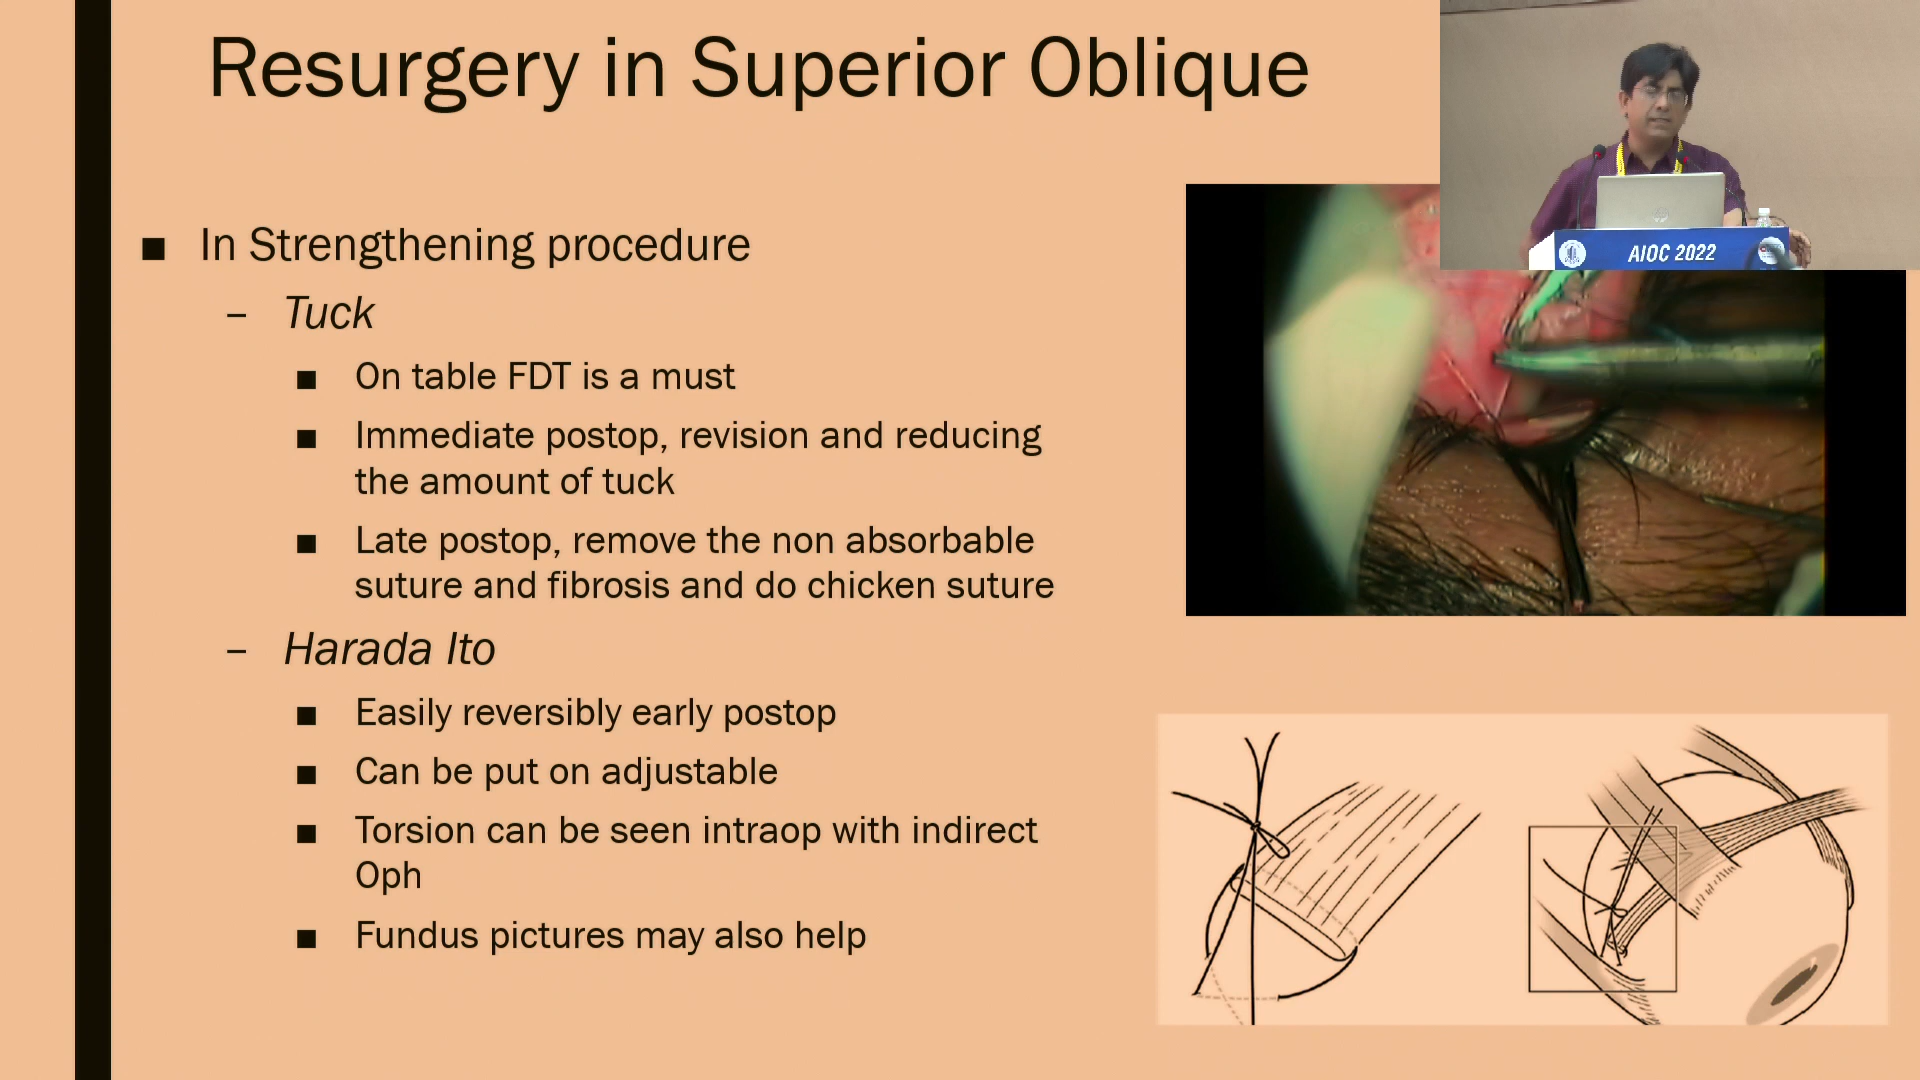 Resurgery in Superior Oblique
■ In Strengthening procedure
– Tuck
■ On table FDT is a must
■ Immediate postop, revision and reducing
the amount of tuck
■ Late postop, remove the non absorbable
suture and fibrosis and do chicken suture
– Harada Ito
■ Easily reversibly early postop
■ Can be put on adjustable
■ Torsion can be seen intraop with indirect
Oph
■ Fundus pictures may also help
AIOC 2022